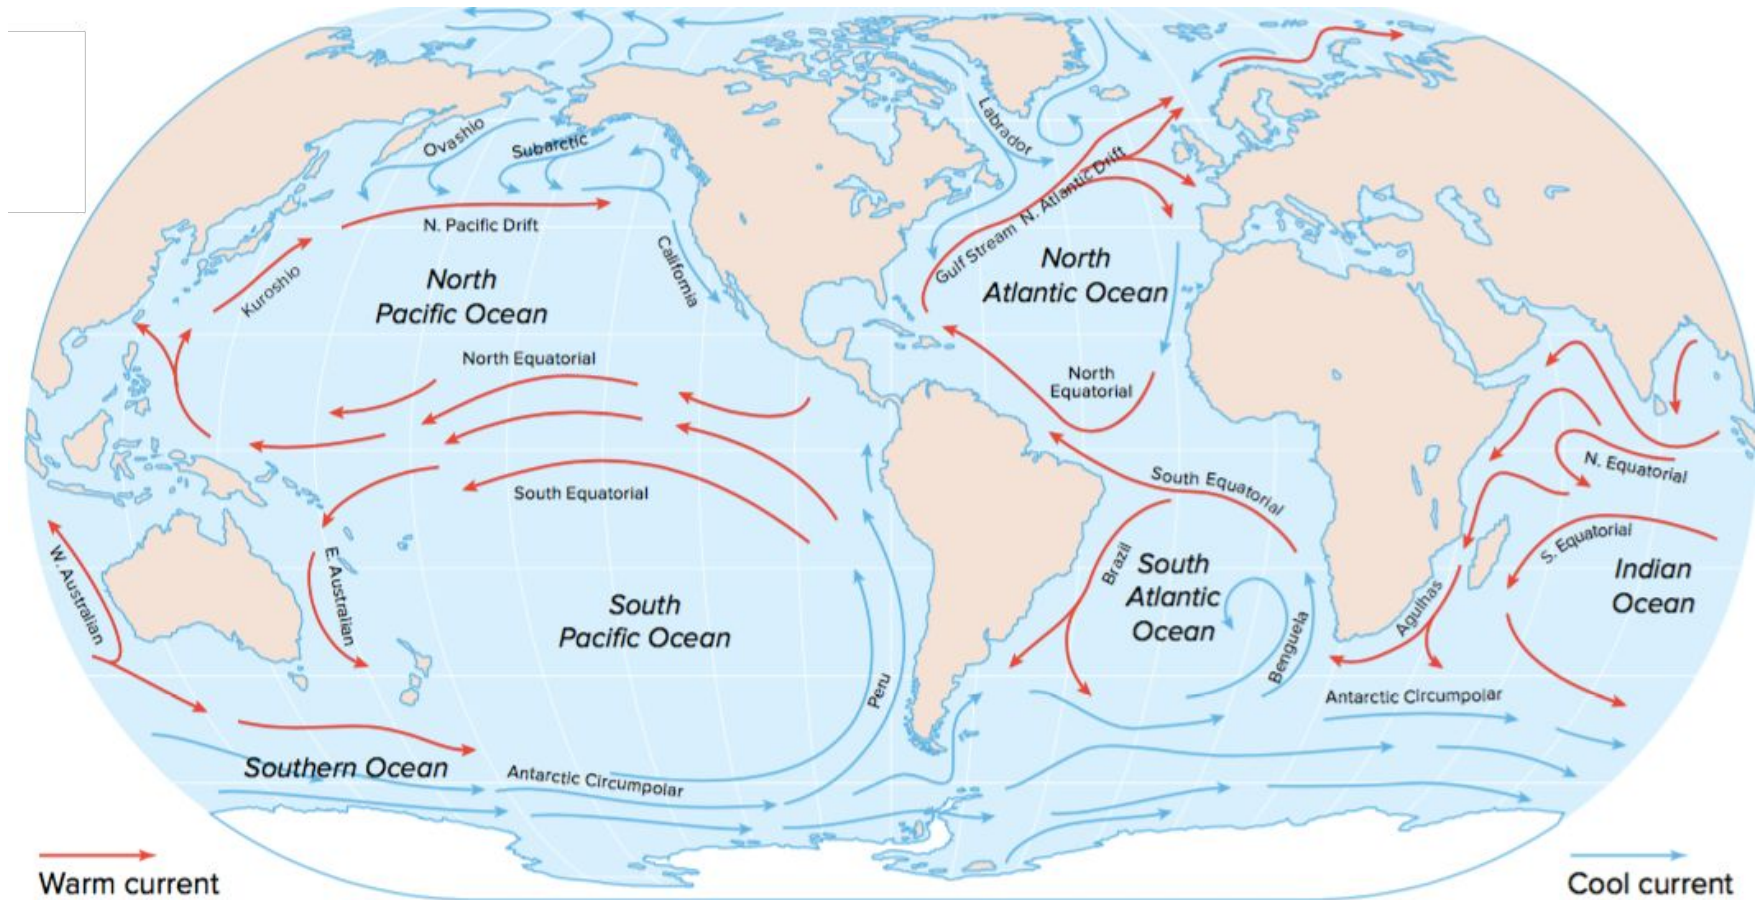 Labrador
Oyashio
Subarctic
N. Atlantic Drift
Gulf Stream
N. Pacific Drift
California
Kuroshio
North
Pacific Ocean
North
Atlantic Ocean
North Equatorial
North
Equatorial
N. Equatorial
South Equatorial
South Equatorial
S. Equatorial
W. Australian
E. Australian
Brazil
South
Atlantic
Ocean
Indian
Ocean
South
Pacific Ocean
Agulhas
Benguela
Peru
Antarctic Circumpolar
Southern Ocean
Antarctic Circumpolar
Warm current
Cool current